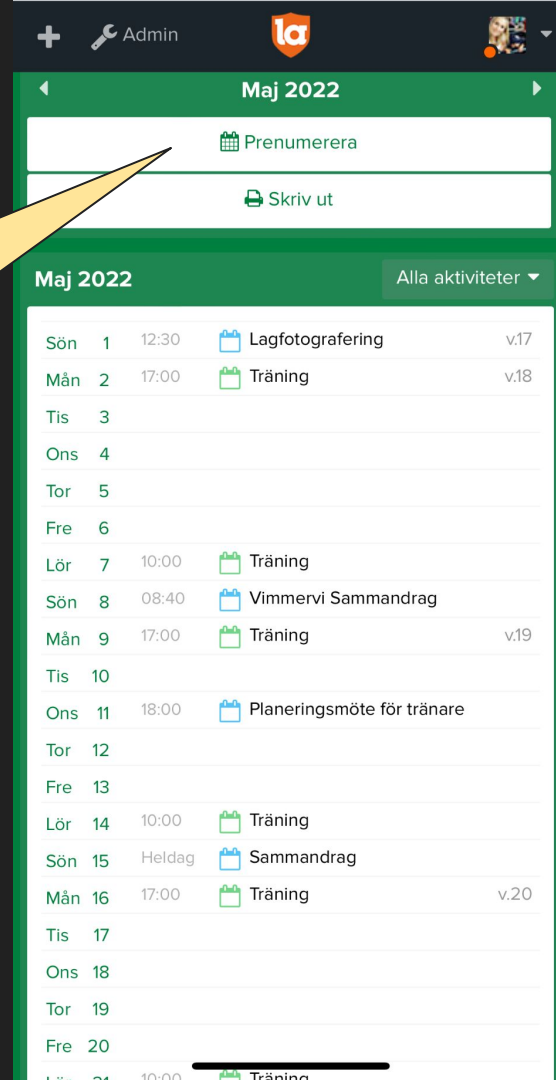 Admin
la
Maj 2022
Prenumerera
Skriv ut
Maj 2022 Alla aktiviteter
Sön 1 12:30 Lagfotografering v.17
Mån 2 17:00 Träning v.18
Tis 3
Ons 4
Tor 5
Fre 6
Lör 7 10:00 Träning
Sön 8 08:40 Vimmervi Sammandrag
Mån 9 17:00 Träning v.19
Tis 10
Ons 11 18:00 Planeringsmöte för tränare
Tor 12
Fre 13
Lör 14 10:00 Träning
Sön 15 Heldag Sammandrag
Mån 16 17:00 Träning v.20
Tis 17
Ons 18
Tor 19
Fre 20
Lör 21 10:00 Träning